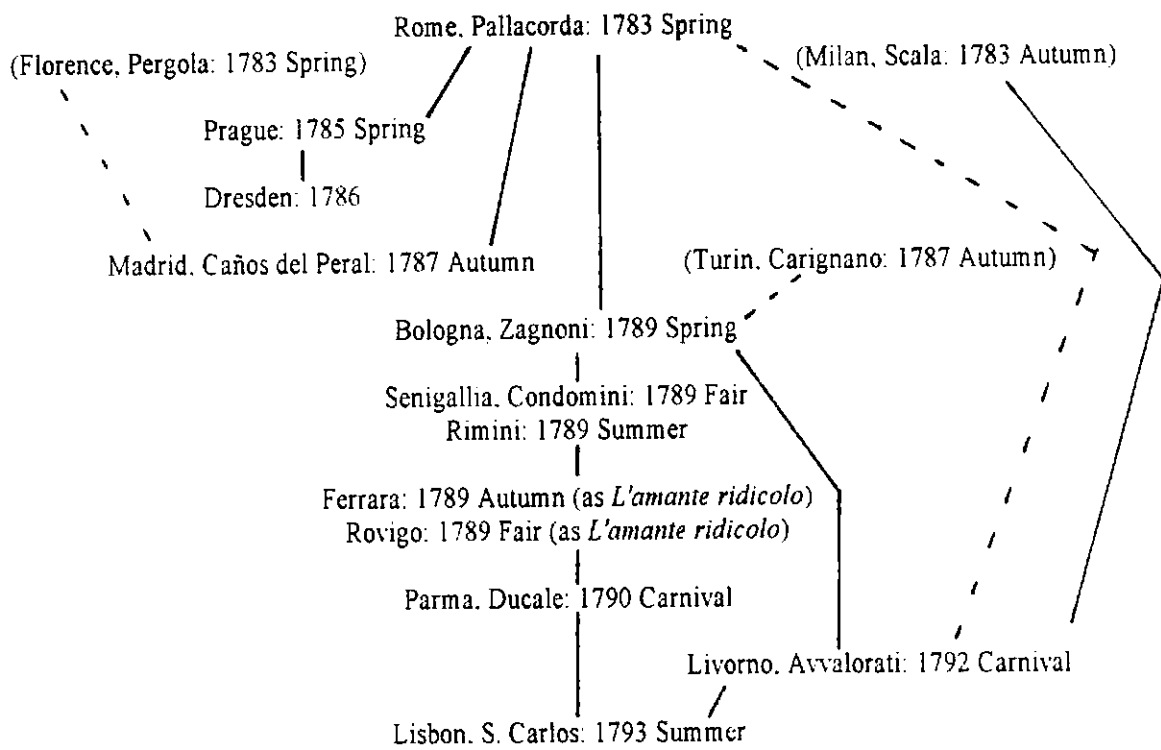 Rome, Pallacorda: 1783 Spring
(Florence, Pergola: 1783 Spring)
(Milan, Scala: 1783 Autumn)
Prague: 1785 Spring
Dresden: 1786
Madrid, Caños del Peral: 1787 Autumn
(Turin, Carignano: 1787 Autumn)
Bologna, Zagnoni: 1789 Spring
Senigallia, Condomini: 1789 Fair
Rimini: 1789 Summer
Ferrara: 1789 Autumn (as L'amante ridicolo)
Rovigo: 1789 Fair (as L'amante ridicolo)
Parma, Ducale: 1790 Carnival
Livorno, Avvalorati: 1792 Carnival
Lisbon, S. Carlos: 1793 Summer